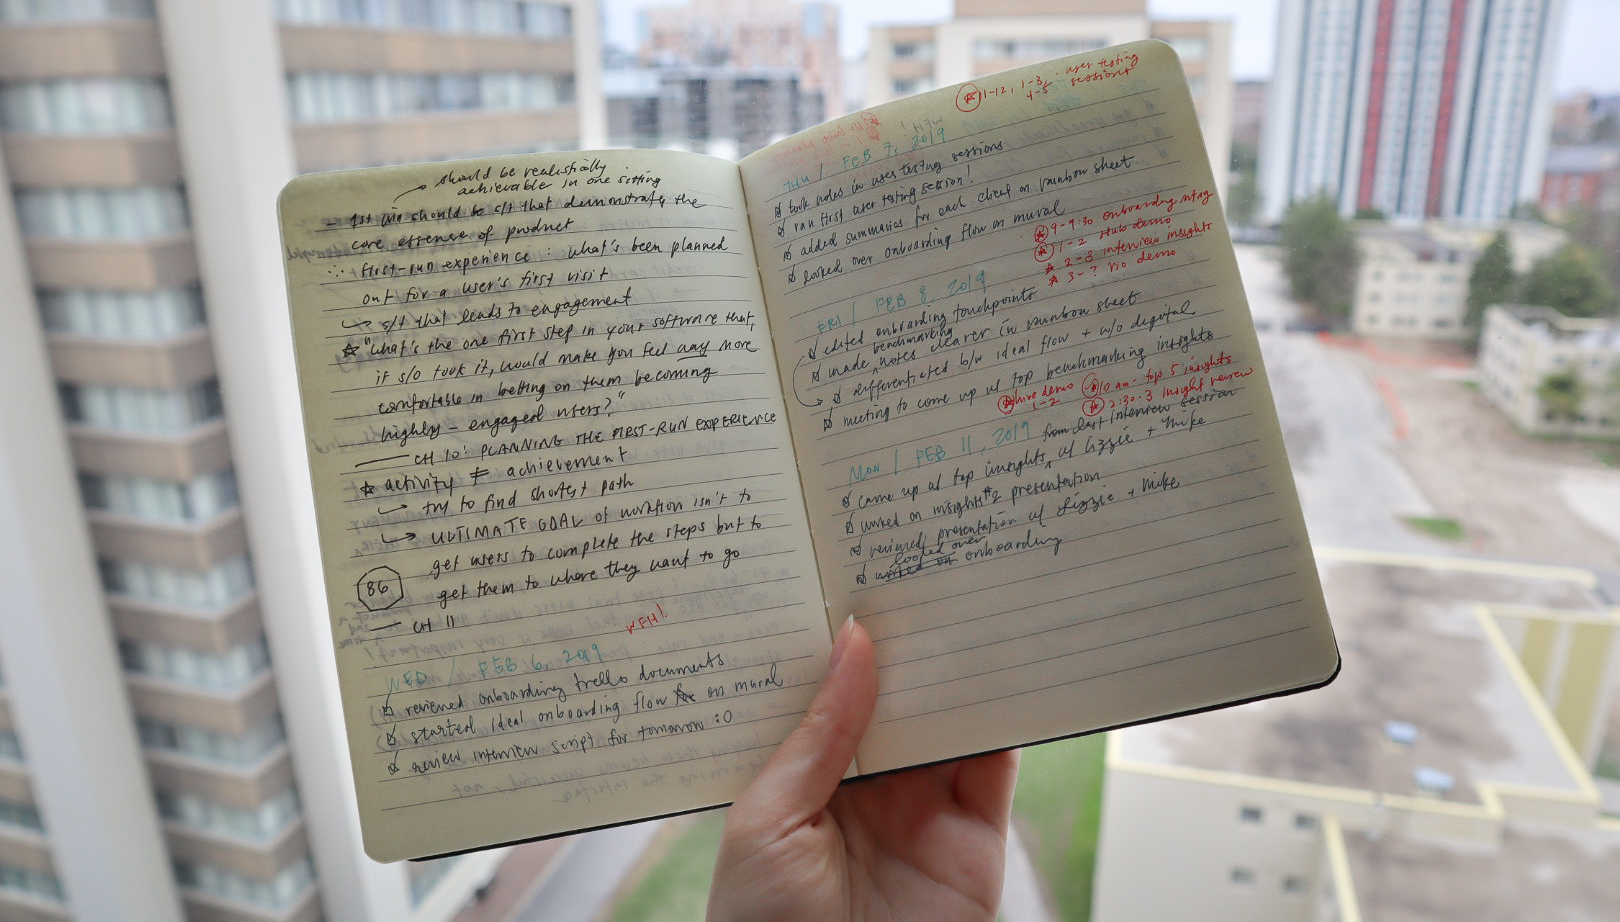 should be realistically
achievable in one sitting
- 1st win should be s/t that demonstrates the
core essence of product
∴ first-run experience : what's been planned
out for a user's first visit
↳ s/t that leads to engagement
☆ "what's the one first step in your software that,
if s/o took it, would make you feel way more
comfortable in betting on them becoming
highly-engaged users?"
— CH 10: PLANNING THE FIRST-RUN EXPERIENCE
☆ activity ≠ achievement
↳ try to find shortest path
↳ ULTIMATE GOAL of workflow isn't to
get users to complete the steps but to
86 get them to where they want to go
— CH 11
WFH!
WED / FEB 6, 2019
reviewed onboarding trello documents
started ideal onboarding flow on mural
review interview script for tomorrow :O
☆ 11-12, 1-3, 4-5 - user testing
sessions
THU / FEB 7, 2019
took notes in user testing sessions
ran first user testing session!
added summaries for each client on rainbow sheet
looked over onboarding flow on mural
☆ 9-9:30 onboarding mtng
☆ 1-2 stub demo
☆ 2-3 interview insights
☆ 3-? rio demo
FRI / FEB 8, 2019
edited onboarding touchpoints
made benchmarking notes clearer in rainbow sheet
differentiated b/w ideal flow + w/o digital
meeting to come up w/ top benchmarking insights
☆ hive demo
1-2
☆ 10 am - top 5 insights
☆ 2:30-3 insight review
MON / FEB 11, 2019
came up w/ top insights from last interview session w/ lizzie + mike
worked on insight #2 presentation
reviewed presentation w/ lizzie + mike
looked over onboarding